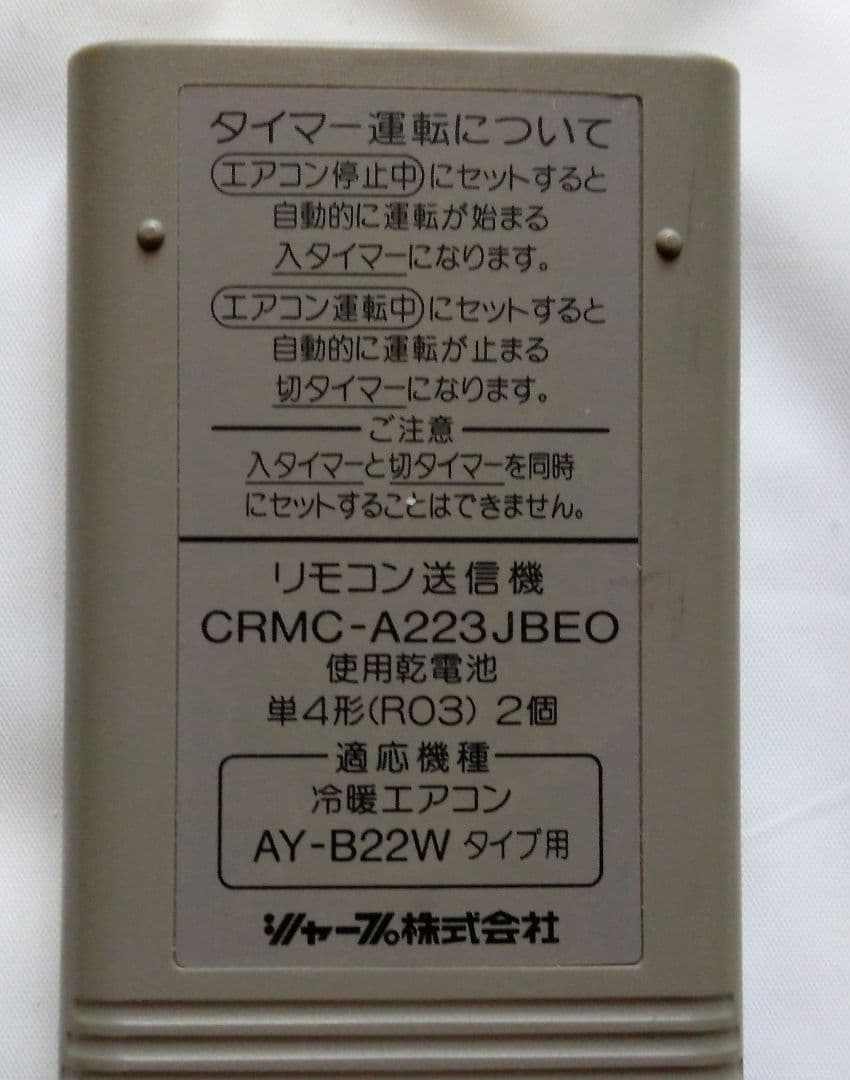 タイマー運転について
エアコン停止中にセットすると
自動的に運転が始まる
入タイマーになります。
エアコン運転中にセットすると
自動的に運転が止まる
切タイマーになります。
ご注意
入タイマーと切タイマーを同時
にセットすることはできません。
リモコン送信機
CRMC-A223JBEO
使用乾電池
単4形(R03) 2個
適応機種
冷暖エアコン
AY-B22W タイプ用
シャープ株式会社